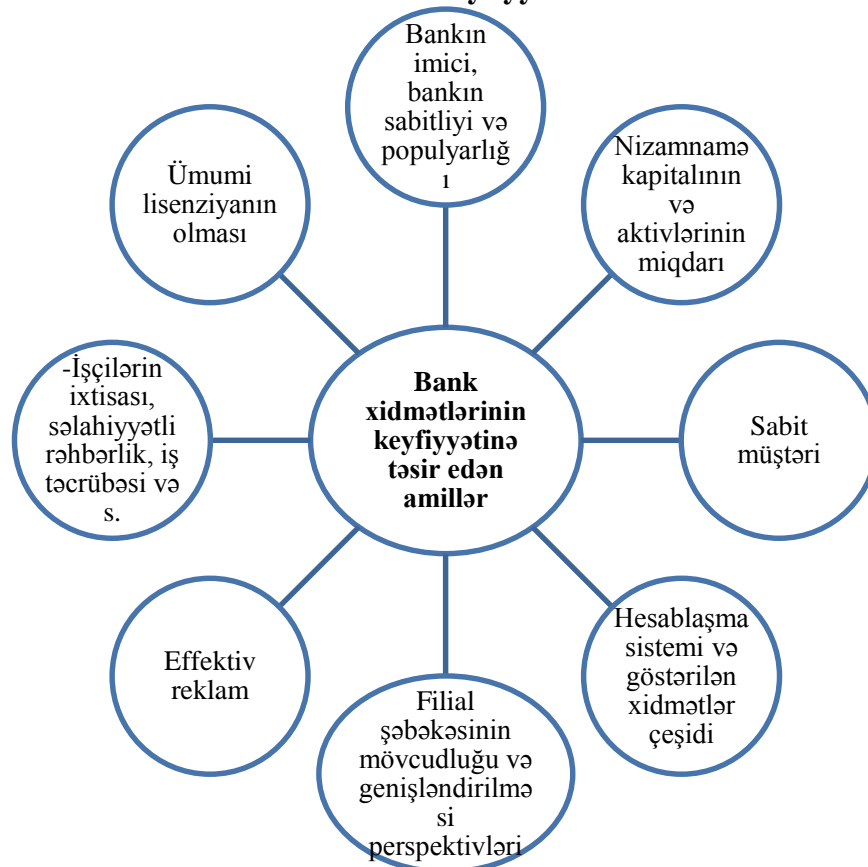 Bankın
imici,
bankın
sabitliyi və
populyarlığ
ı
Nizamnamə
kapitalının
və
aktivlərinin
miqdarı
Sabit
müştəri
Hesablaşma
sistemi və
göstərilən
xidmətlər
çeşidi
Filial
şəbəkəsinin
mövcudluğu və
genişləndirilmə
si
perspektivləri
Effektiv
reklam
-İşçilərin
ixtisası,
səlahiyyətli
rəhbərlik, iş
təcrübəsi və
s.
Ümumi
lisenziyanın
olması
Bank
xidmətlərinin
keyfiyyətinə
təsir edən
amillər